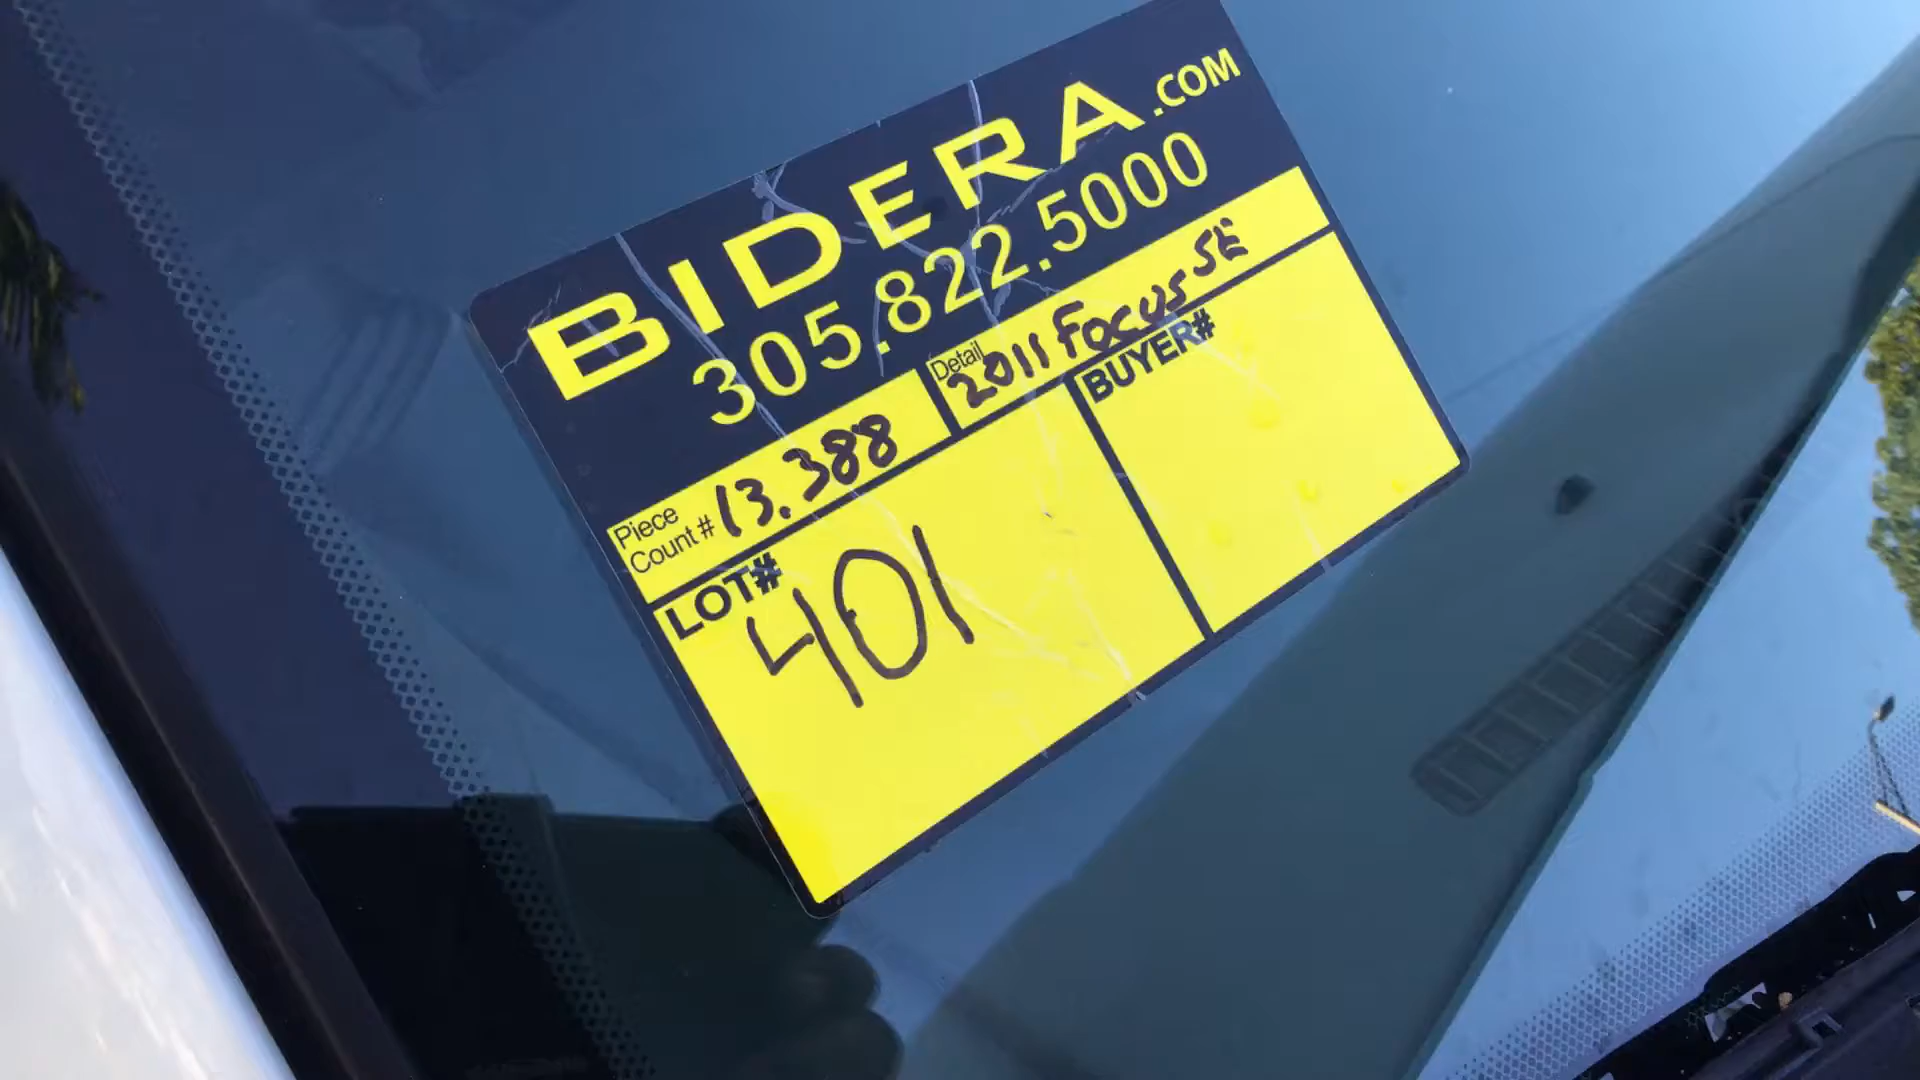 BIDERA.COM
305.822.5000
Piece Count # 13.388
Detail 2011 Focus SE
LOT# 401
BUYER#